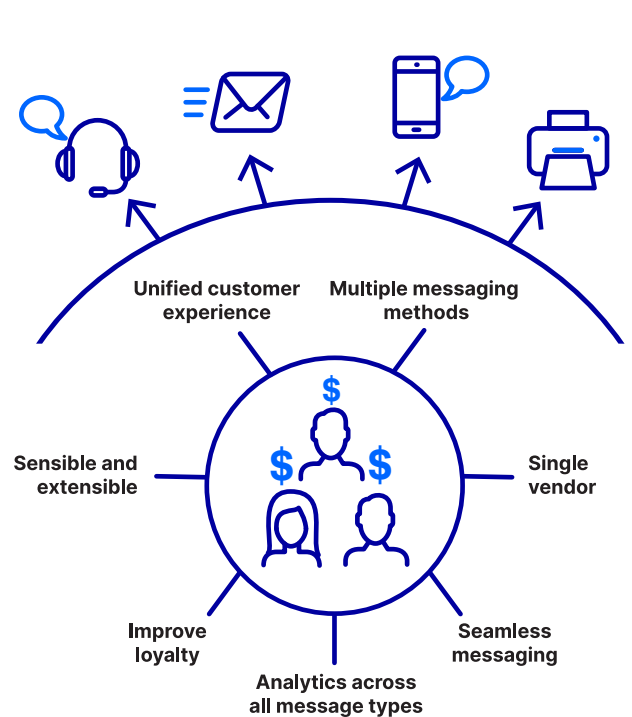 Unified customer
experience
Multiple messaging
methods
$
$
$
Sensible and
extensible
Single
vendor
Improve
loyalty
Seamless
messaging
Analytics across
all message types